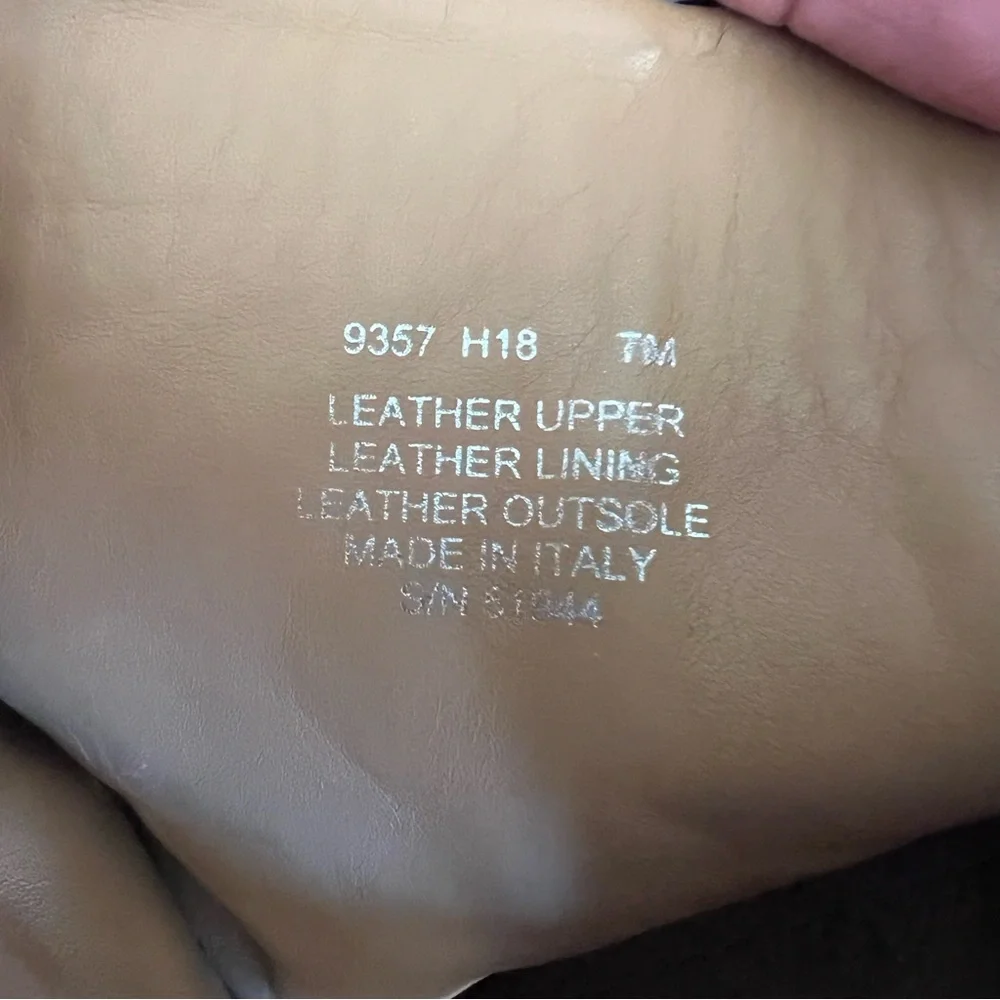 9357 H18 7M
LEATHER UPPER
LEATHER LINING
LEATHER OUTSOLE
MADE IN ITALY
S/N